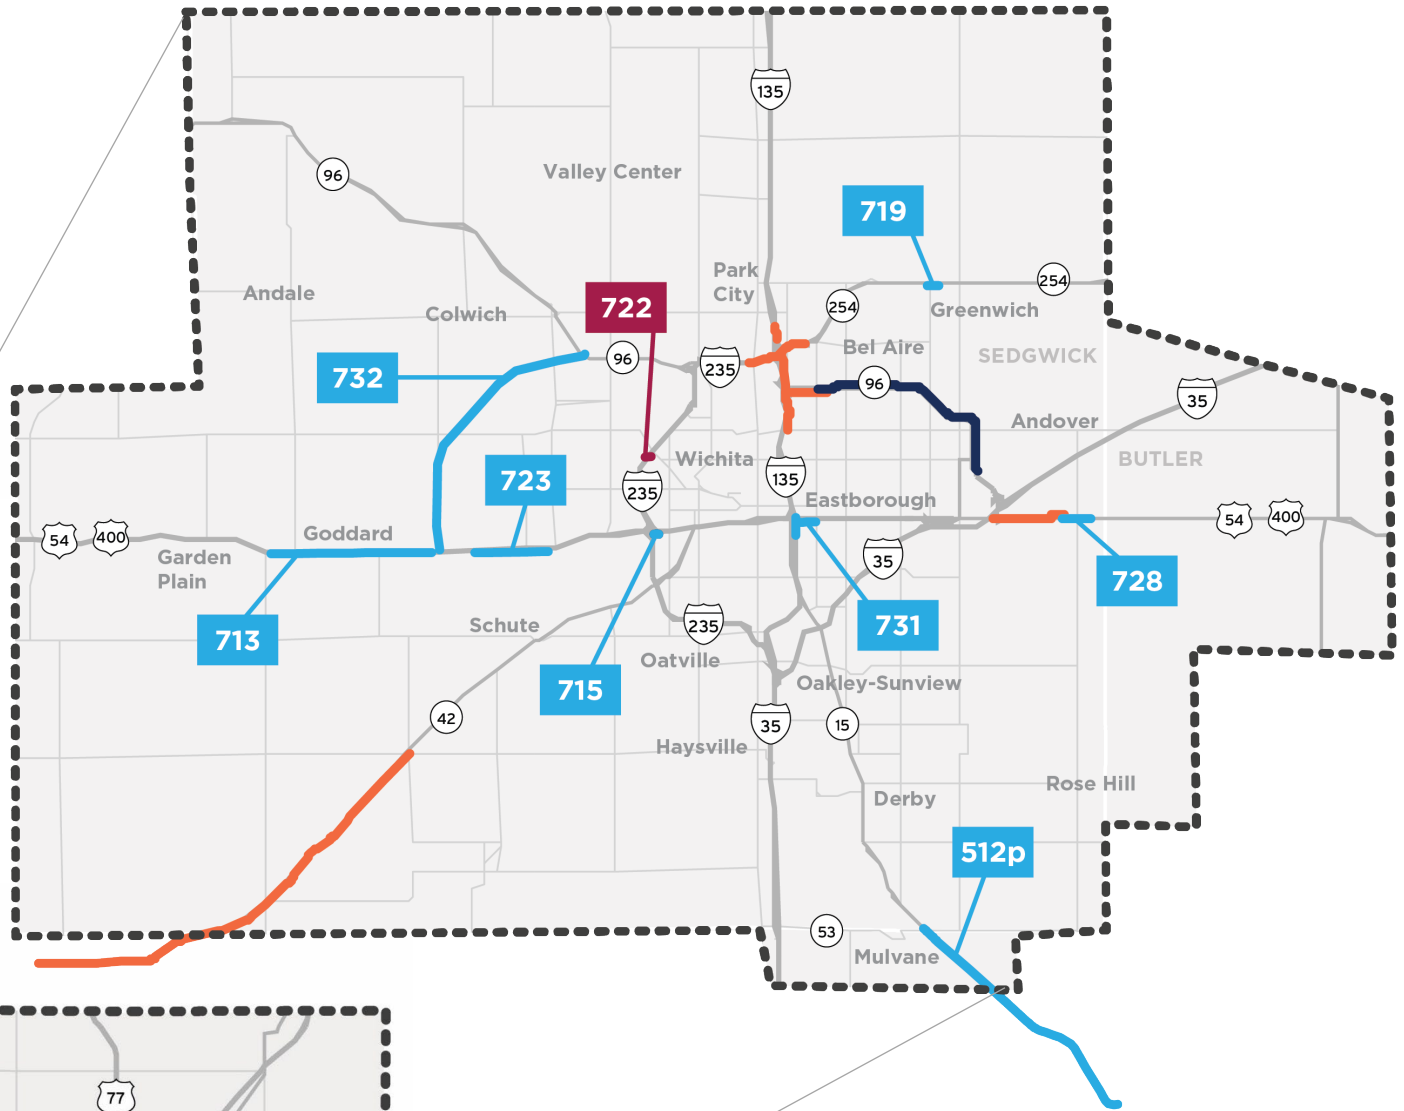 135
96
Valley Center
719
Park
City
254
Andale
722
254
Colwich
Greenwich
Bel Aire
SEDGWICK
96
235
732
96
35
Andover
Wichita
BUTLER
723
135
235
Eastborough
54
400
54
400
Goddard
Garden
Plain
35
728
713
Schute
235
731
Oatville
715
Oakley-Sunview
42
35
15
Haysville
Rose Hill
Derby
512p
53
Mulvane
77